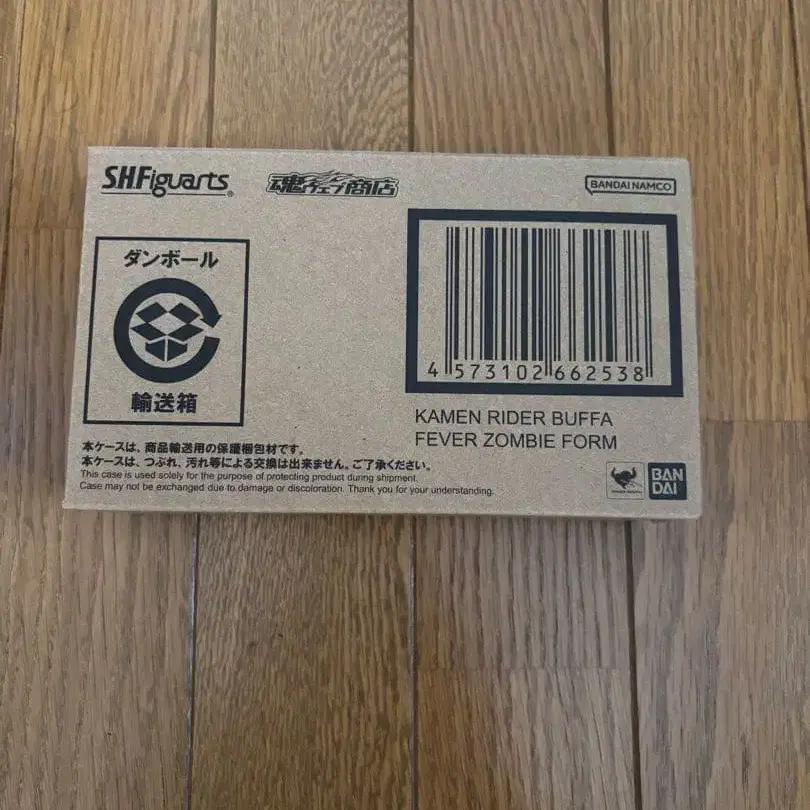 S.H.Figuarts
魂ウェブ商店
BANDAI NAMCO
ダンボール
輸送箱
4 573102 662538
KAMEN RIDER BUFFA
FEVER ZOMBIE FORM
本ケースは、商品輸送用の保護梱包材です。
本ケースは、つぶれ、汚れ等による交換は出来ません。ご了承ください。
This case is used solely for the purpose of protecting product during shipment.
Case may not be exchanged due to damage or discoloration. Thank you for your understanding.
BAN
DAI